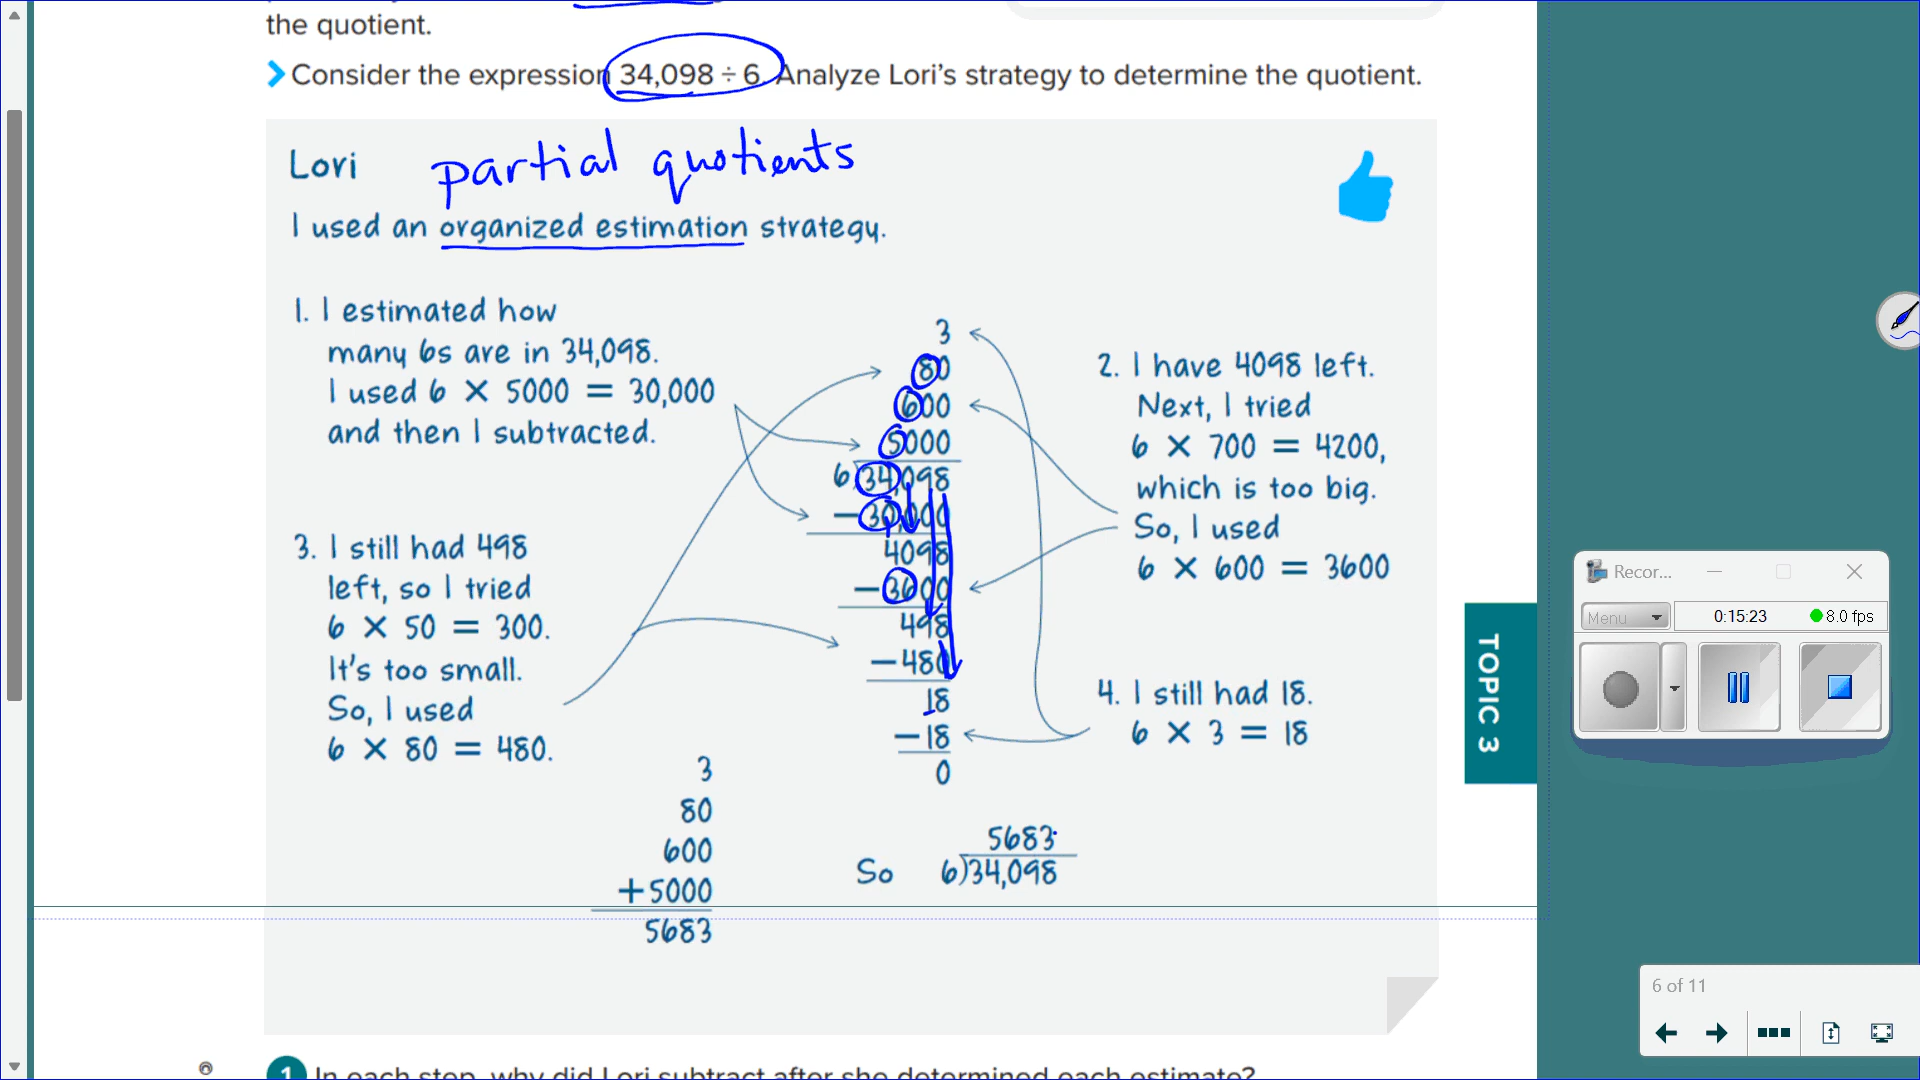 the quotient.
Consider the expression 34,098 ÷ 6. Analyze Lori's strategy to determine the quotient.
Lori partial quotients
I used an organized estimation strategy.
1. I estimated how
many 6s are in 34,098.
I used 6 × 5000 = 30,000
and then I subtracted.
3. I still had 498
left, so I tried
6 × 50 = 300.
It's too small.
So, I used
6 × 80 = 480.
3
80
600
5000
6)34,098
−30,000
4098
−3600
498
−480
18
−18
0
2. I have 4098 left.
Next, I tried
6 × 700 = 4200,
which is too big.
So, I used
6 × 600 = 3600
4. I still had 18.
6 × 3 = 18
3
80
600
+5000
5683
5683
So 6)34,098
TOPIC 3
1 In each step, why did Lori subtract after she determined each estimate?
Recor...
Menu
0:15:23
8.0 fps
6 of 11